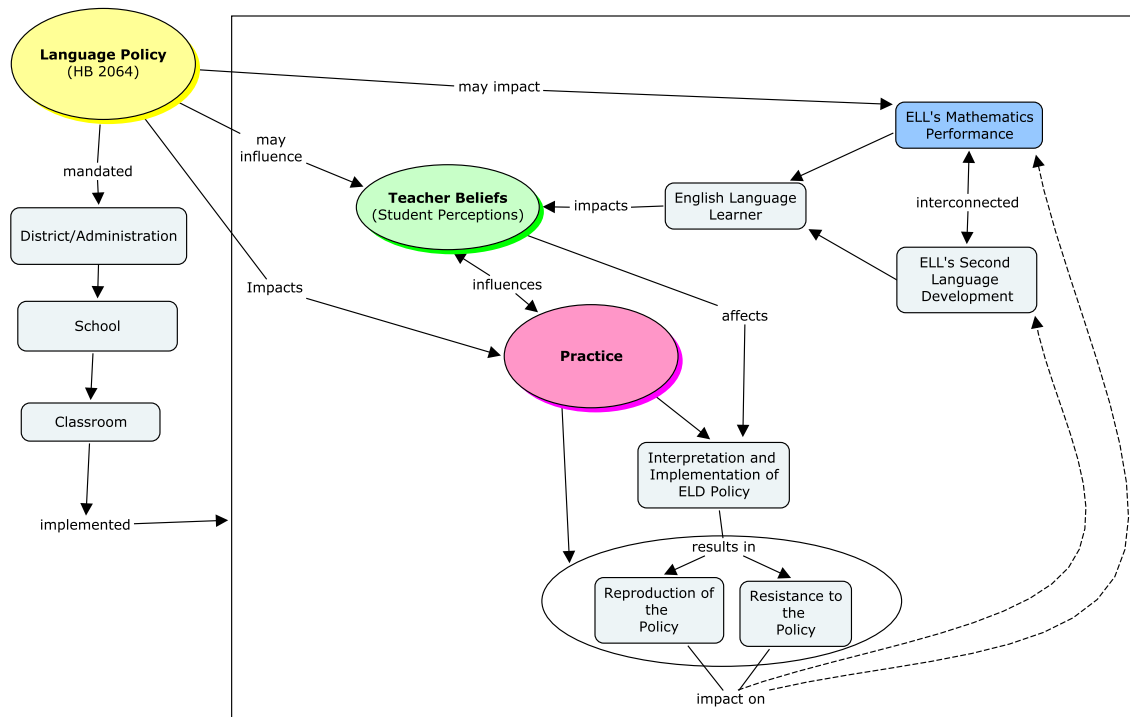 Language Policy
(HB 2064)
may impact
ELL's Mathematics
Performance
may
influence
mandated
Teacher Beliefs
(Student Perceptions)
impacts
English Language
Learner
interconnected
District/Administration
ELL's Second
Language
Development
Impacts
influences
School
affects
Practice
Classroom
Interpretation and
Implementation of
ELD Policy
implemented
results in
Reproduction of
the
Policy
Resistance to
the
Policy
impact on